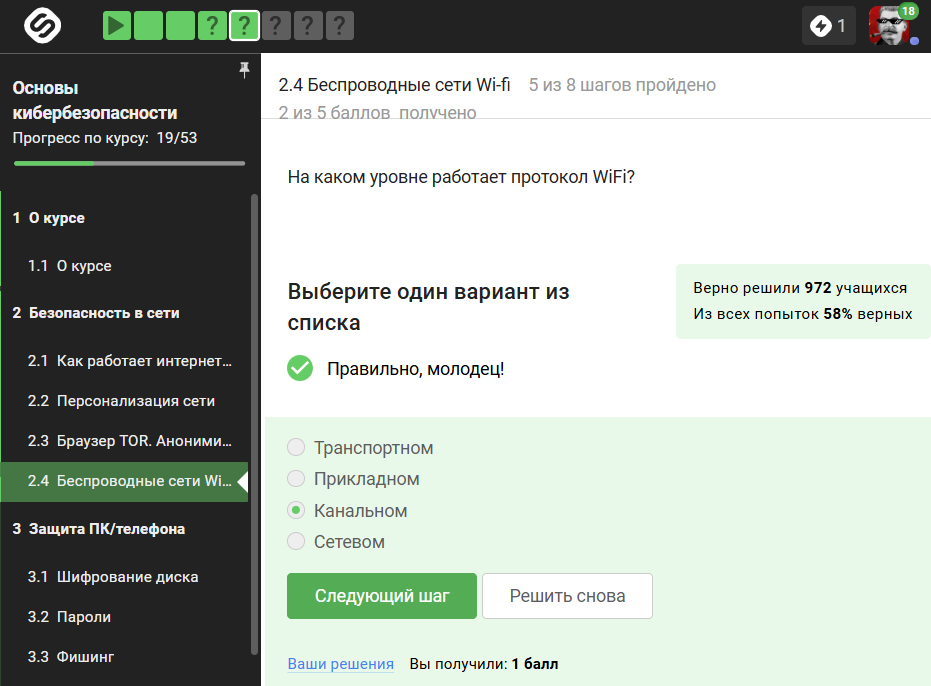 ? ? ? ? ?
1
18
Основы
кибербезопасности
Прогресс по курсу: 19/53
1 О курсе
1.1 О курсе
2 Безопасность в сети
2.1 Как работает интернет...
2.2 Персонализация сети
2.3 Браузер TOR. Аноними...
2.4 Беспроводные сети Wi...
3 Защита ПК/телефона
3.1 Шифрование диска
3.2 Пароли
3.3 Фишинг
2.4 Беспроводные сети Wi-fi 5 из 8 шагов пройдено
2 из 5 баллов получено
На каком уровне работает протокол WiFi?
Выберите один вариант из
списка
Верно решили 972 учащихся
Из всех попыток 58% верных
Правильно, молодец!
Транспортном
Прикладном
Канальном
Сетевом
Следующий шаг
Решить снова
Ваши решения Вы получили: 1 балл